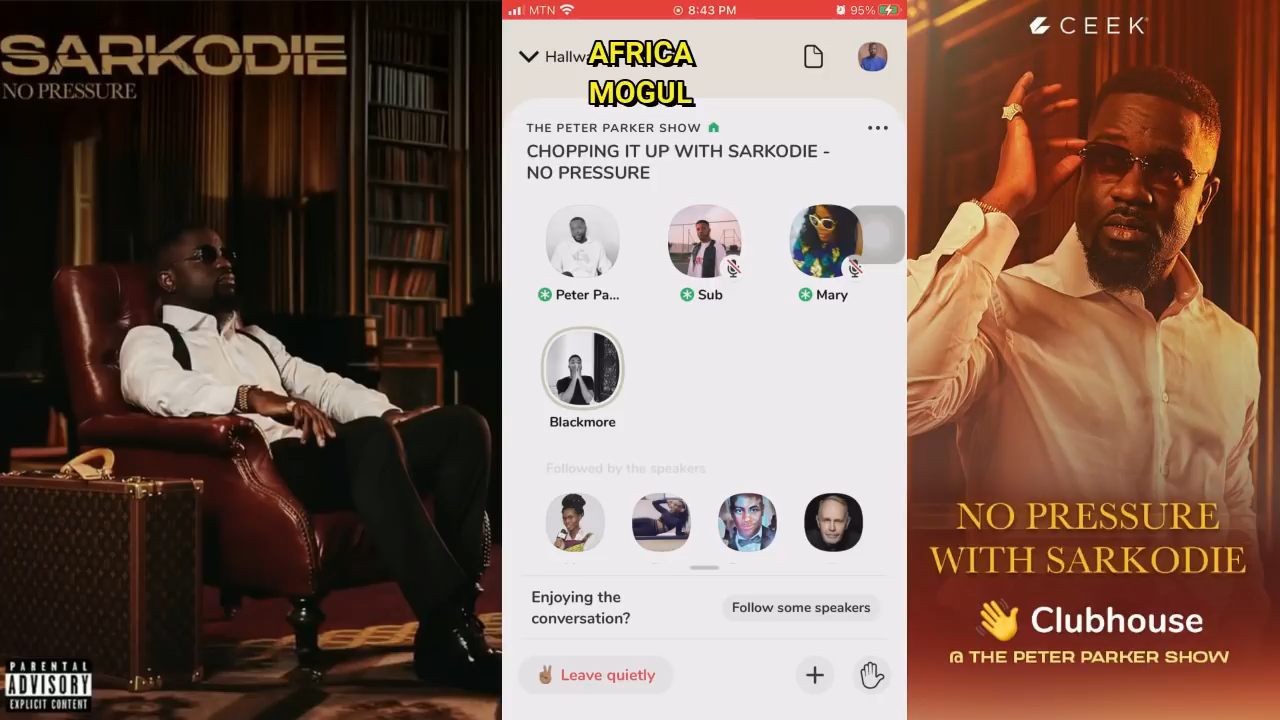 SARKODIE
NO PRESSURE
PARENTAL
ADVISORY
EXPLICIT CONTENT
MTN
8:43 PM
95%
Hallwa
AFRICA
MOGUL
THE PETER PARKER SHOW
CHOPPING IT UP WITH SARKODIE -
NO PRESSURE
Peter Pa...
Sub
Mary
Blackmore
Followed by the speakers
Enjoying the
conversation?
Follow some speakers
Leave quietly
CEEK
NO PRESSURE
WITH SARKODIE
Clubhouse
@ THE PETER PARKER SHOW